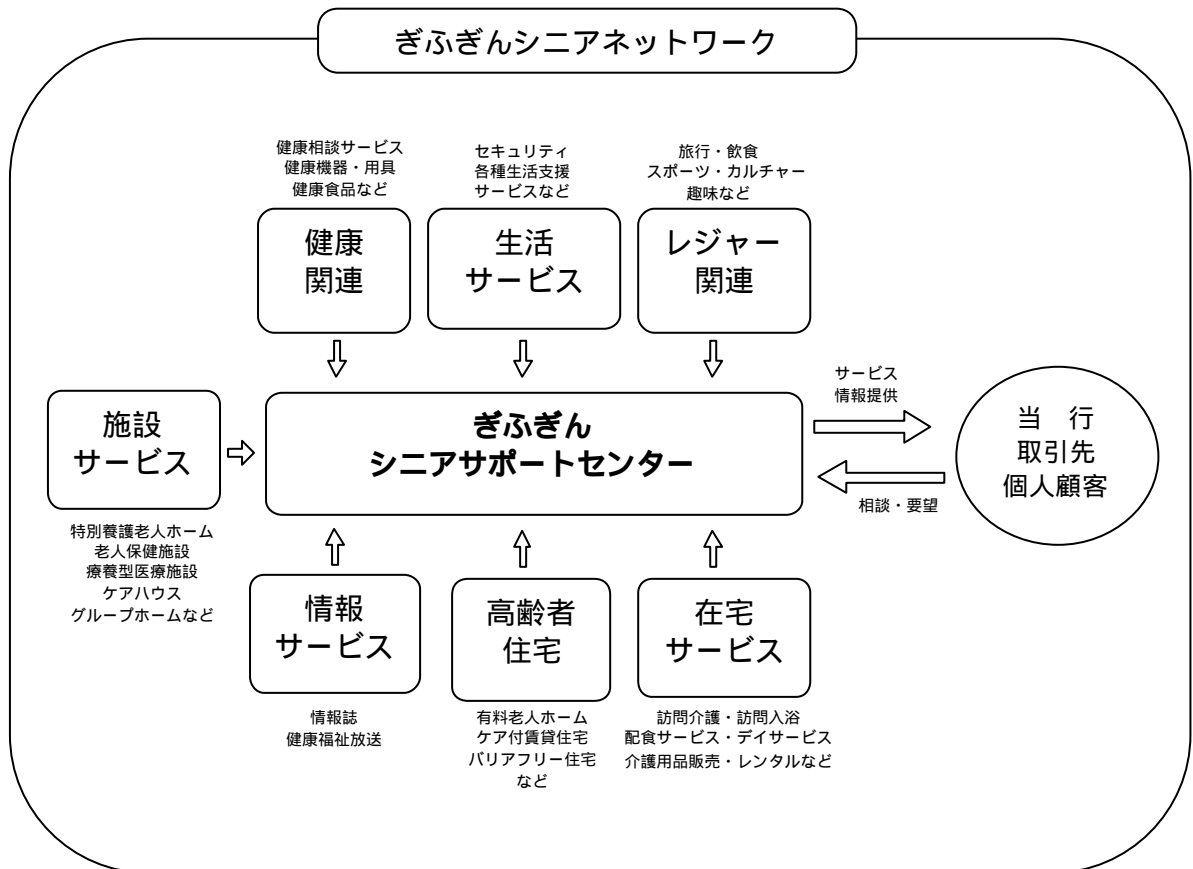 ぎふぎんシニアネットワーク
健康相談サービス
健康機器・用具
健康食品など
健康
関連
セキュリティ
各種生活支援
サービスなど
生活
サービス
旅行・飲食
スポーツ・カルチャー
趣味など
レジャー
関連
施設
サービス
特別養護老人ホーム
老人保健施設
療養型医療施設
ケアハウス
グループホームなど
ぎふぎん
シニアサポートセンター
サービス
情報提供
相談・要望
当　行
取引先
個人顧客
情報
サービス
情報誌
健康福祉放送
高齢者
住宅
有料老人ホーム
ケア付賃貸住宅
バリアフリー住宅
など
在宅
サービス
訪問介護・訪問入浴
配食サービス・デイサービス
介護用品販売・レンタルなど